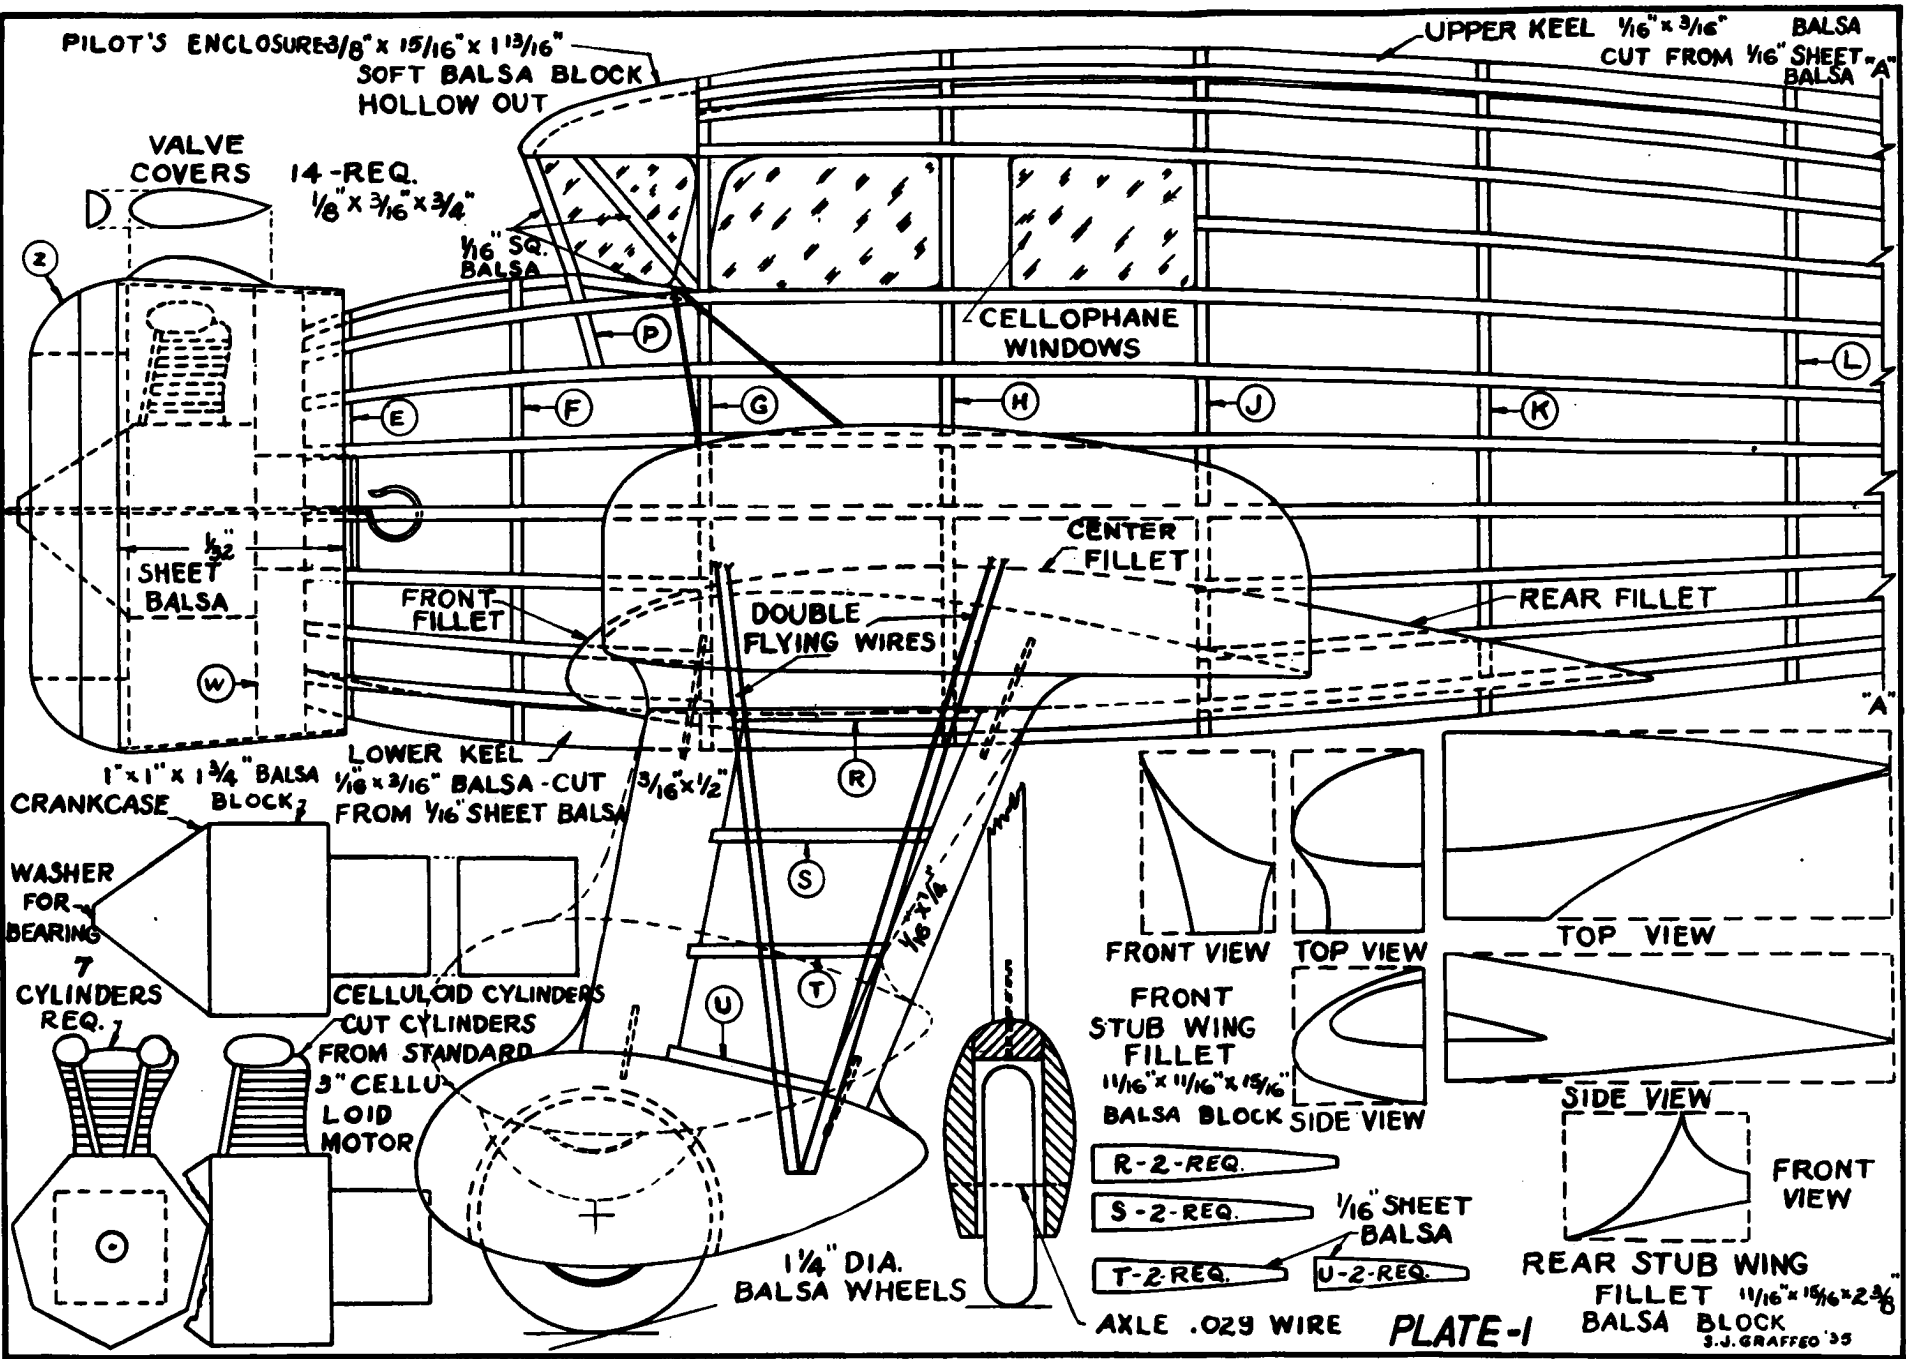 PILOT'S ENCLOSURE-3/8" x 15/16" x 1 13/16"
SOFT BALSA BLOCK
HOLLOW OUT
UPPER KEEL 1/16" x 3/16" BALSA
CUT FROM 1/16" SHEET
BALSA
"A"
VALVE
COVERS
14-REQ.
1/8" x 3/16" x 3/4"
1/16" SQ.
BALSA
Z
CELLOPHANE
WINDOWS
P
L
E
F
G
H
J
K
1/32"
SHEET
BALSA
CENTER
FILLET
FRONT
FILLET
DOUBLE
FLYING WIRES
REAR FILLET
W
"A"
LOWER KEEL
1/16" x 3/16" BALSA-CUT
FROM 1/16" SHEET BALSA
3/16" x 1/2"
R
1" x 1" x 1 3/4" BALSA
BLOCK
CRANKCASE
WASHER
FOR
BEARING
S
T
U
7
CYLINDERS
REQ.
CELLULOID CYLINDERS
CUT CYLINDERS
FROM STANDARD
3" CELLU-
LOID
MOTOR
FRONT VIEW
TOP VIEW
TOP VIEW
FRONT
STUB WING
FILLET
11/16" x 11/16" x 15/16"
BALSA BLOCK
SIDE VIEW
SIDE VIEW
R-2-REQ.
S-2-REQ.
T-2-REQ.
U-2-REQ.
1/16" SHEET
BALSA
FRONT
VIEW
1 1/4" DIA.
BALSA WHEELS
AXLE .029 WIRE
PLATE-1
REAR STUB WING
FILLET 11/16" x 15/16 x 2 3/8"
BALSA BLOCK
S.J. GRAFFEO '35